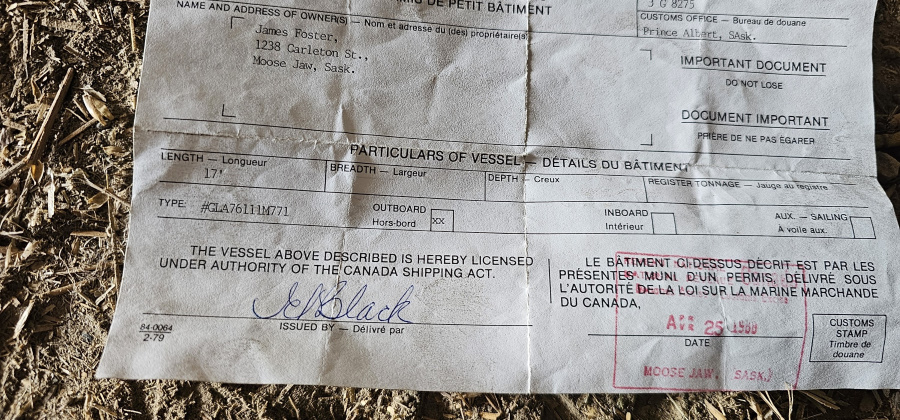 DE PETIT BÂTIMENT
3 G 8275
NAME AND ADDRESS OF OWNER(S) — Nom et adresse du (des) propriétaire(s)
CUSTOMS OFFICE — Bureau de douane
James Foster,
1238 Carleton St.,
Moose Jaw, Sask.
Prince Albert, SAsk.
IMPORTANT DOCUMENT
DO NOT LOSE
DOCUMENT IMPORTANT
PRIÈRE DE NE PAS ÉGARER
PARTICULARS OF VESSEL — DÉTAILS DU BÂTIMENT
LENGTH — Longueur
17'
BREADTH — Largeur
DEPTH — Creux
REGISTER TONNAGE — Jauge au registre
TYPE: #GLA76111M771
OUTBOARD
Hors-bord
xx
INBOARD
Intérieur
AUX. — SAILING
À voile aux.
THE VESSEL ABOVE DESCRIBED IS HEREBY LICENSED
UNDER AUTHORITY OF THE CANADA SHIPPING ACT.
Black
ISSUED BY — Délivré par
84-0064
2-79
LE BÂTIMENT CI-DESSUS DÉCRIT EST PAR LES
PRÉSENTES MUNI D'UN PERMIS, DÉLIVRÉ SOUS
L'AUTORITÉ DE LA LOI SUR LA MARINE MARCHANDE
DU CANADA,
25
DATE
MOOSE JAW, SASK.
CUSTOMS
STAMP
Timbre de
douane